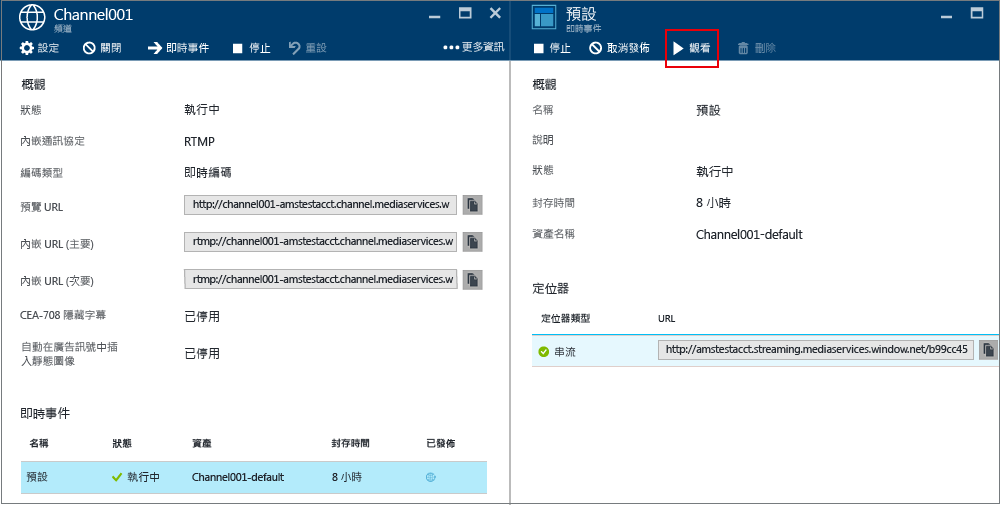 Channel001
頻道
設定 關閉 即時事件 停止 重設 更多資訊
概觀
狀態 執行中
內嵌通訊協定 RTMP
編碼類型 即時編碼
預覽 URL http://channel001-amstestacct.channel.mediaservices.w
內嵌 URL (主要) rtmp://channel001-amstestacct.channel.mediaservices.w
內嵌 URL (次要) rtmp://channel001-amstestacct.channel.mediaservices.w
CEA-708 隱藏字幕 已停用
自動在廣告訊號中插
入靜態圖像 已停用
即時事件
名稱 狀態 資產 封存時間 已發佈
預設 執行中 Channel001-default 8 小時
預設
即時事件
停止 取消發佈 觀看 刪除
概觀
名稱 預設
說明
狀態 執行中
封存時間 8 小時
資產名稱 Channel001-default
定位器
定位器類型 URL
串流 http://amstestacct.streaming.mediaservices.window.net/b99cc45